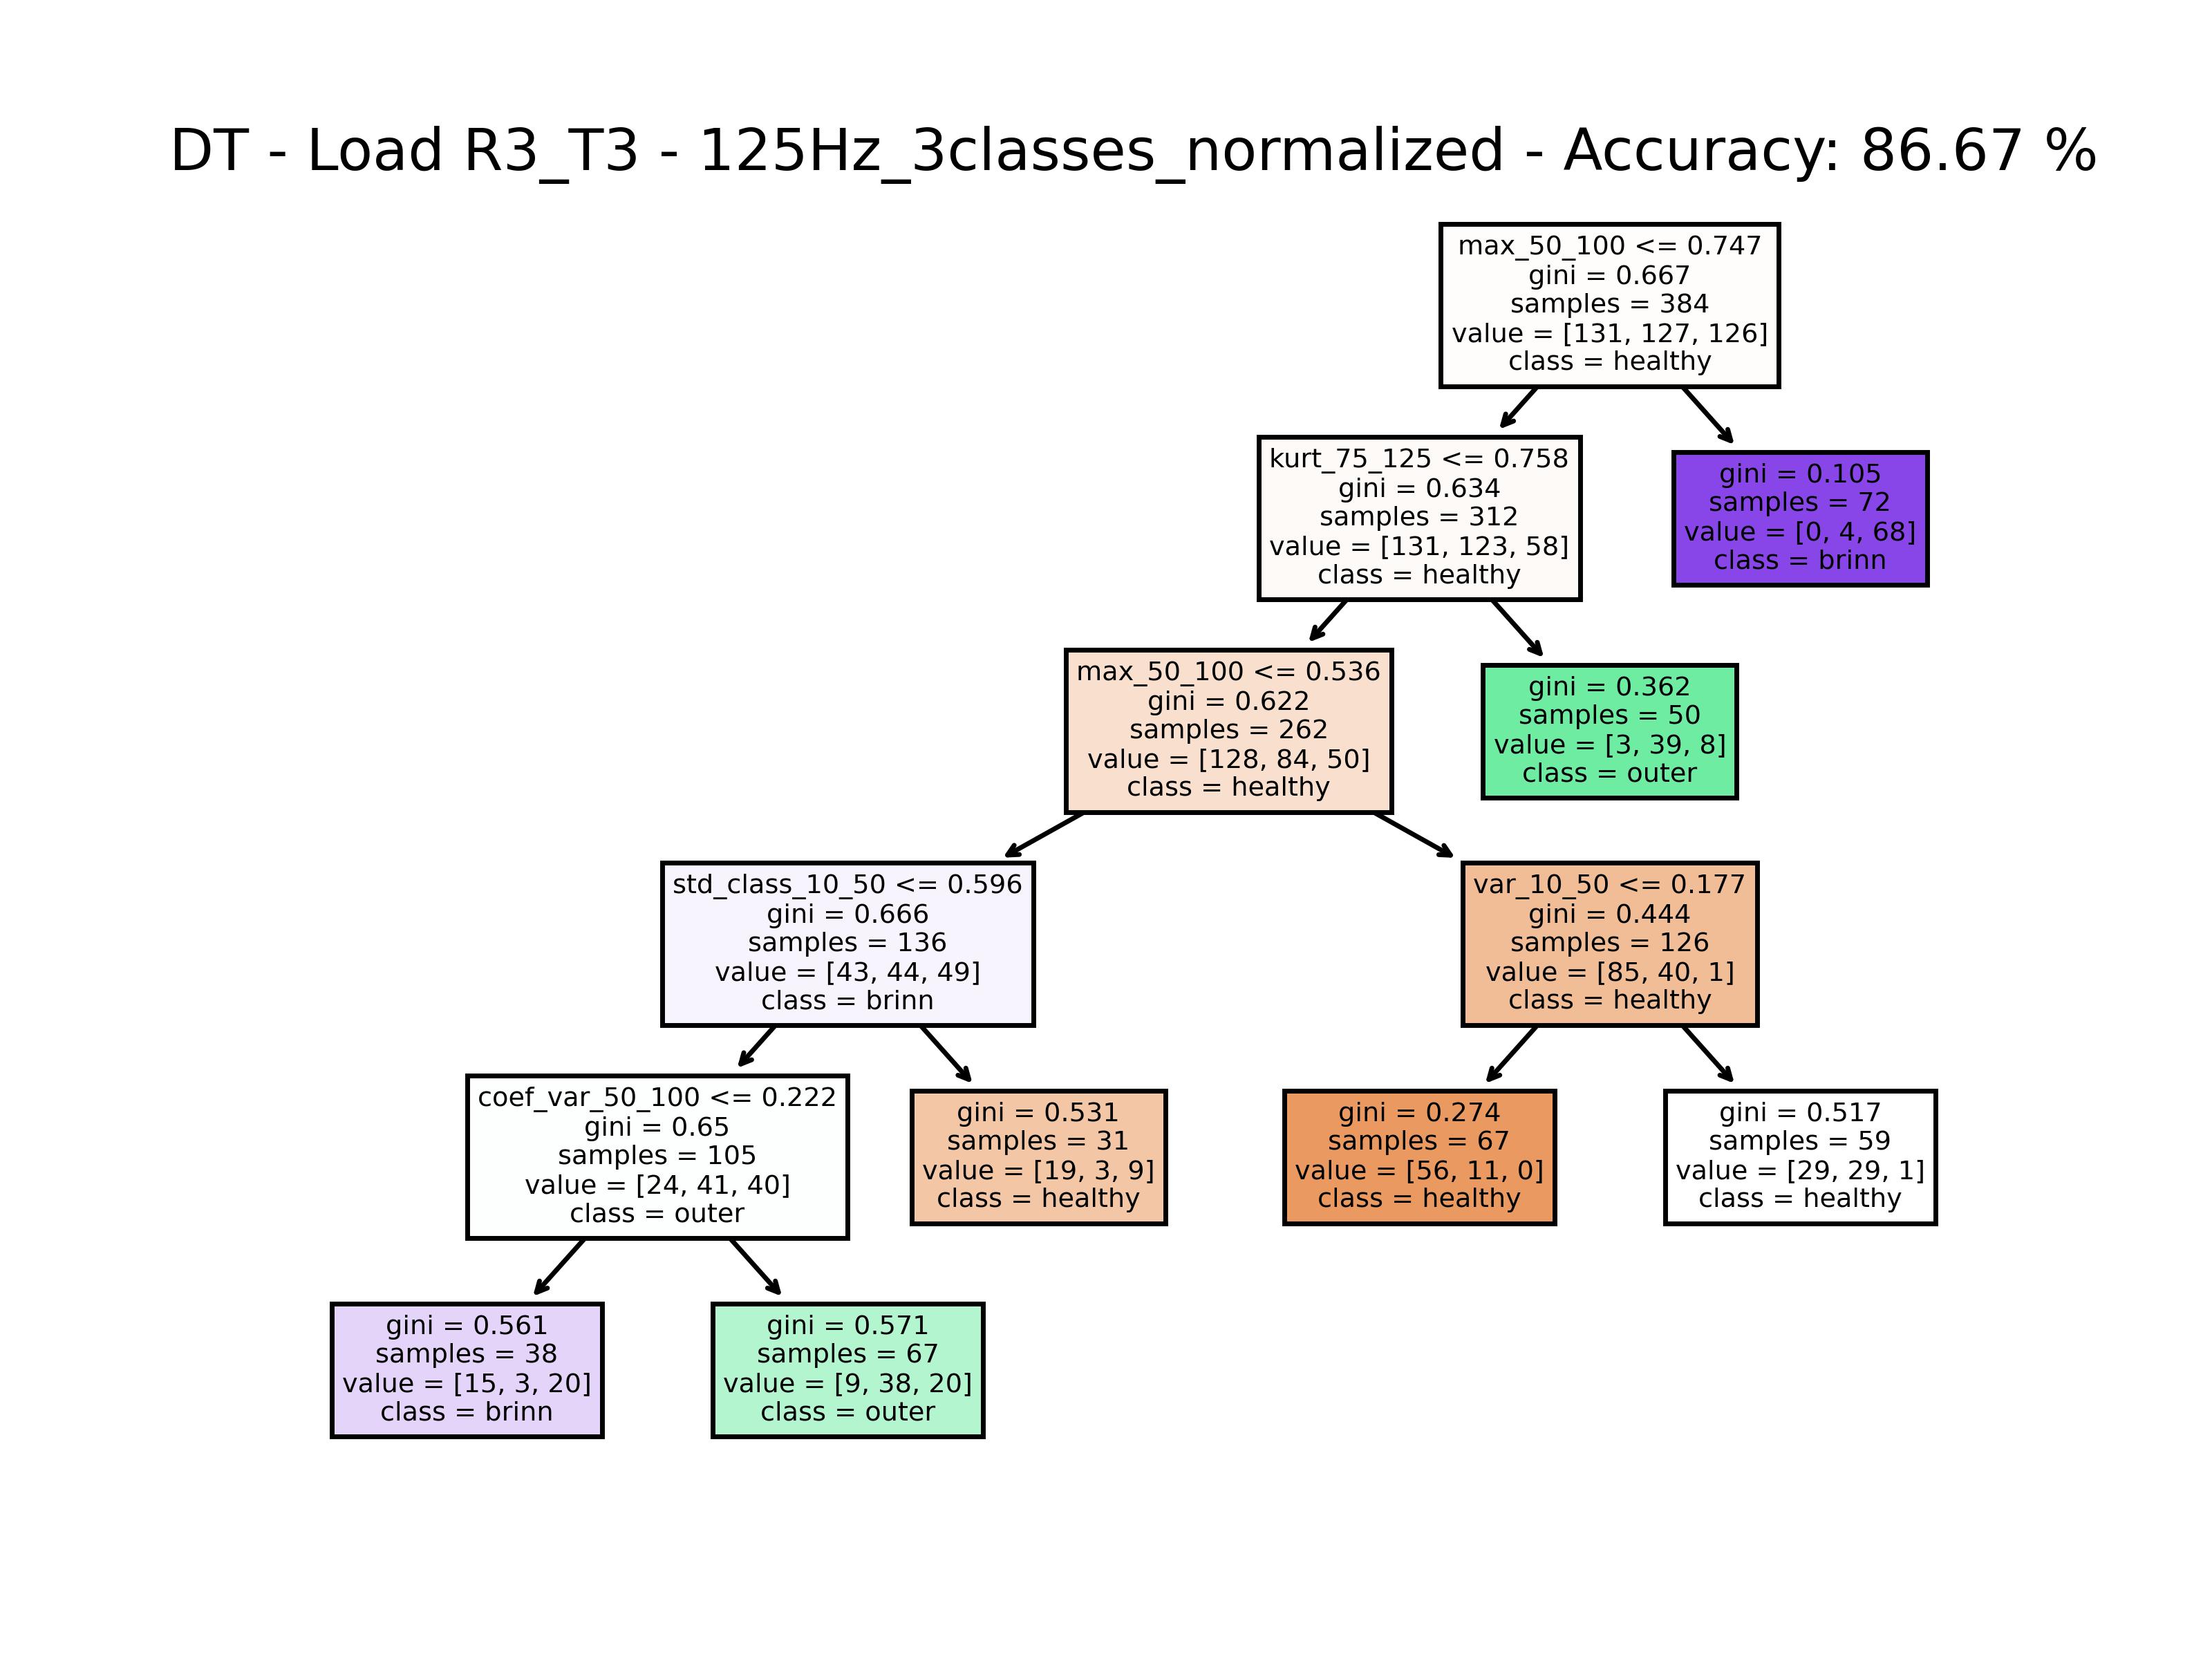 DT - Load R3_T3 - 125Hz_3classes_normalized - Accuracy: 86.67 %
max_50_100 <= 0.747
gini = 0.667
samples = 384
value = [131, 127, 126]
class = healthy
kurt_75_125 <= 0.758
gini = 0.634
samples = 312
value = [131, 123, 58]
class = healthy
gini = 0.105
samples = 72
value = [0, 4, 68]
class = brinn
max_50_100 <= 0.536
gini = 0.622
samples = 262
value = [128, 84, 50]
class = healthy
gini = 0.362
samples = 50
value = [3, 39, 8]
class = outer
std_class_10_50 <= 0.596
gini = 0.666
samples = 136
value = [43, 44, 49]
class = brinn
var_10_50 <= 0.177
gini = 0.444
samples = 126
value = [85, 40, 1]
class = healthy
coef_var_50_100 <= 0.222
gini = 0.65
samples = 105
value = [24, 41, 40]
class = outer
gini = 0.531
samples = 31
value = [19, 3, 9]
class = healthy
gini = 0.274
samples = 67
value = [56, 11, 0]
class = healthy
gini = 0.517
samples = 59
value = [29, 29, 1]
class = healthy
gini = 0.561
samples = 38
value = [15, 3, 20]
class = brinn
gini = 0.571
samples = 67
value = [9, 38, 20]
class = outer